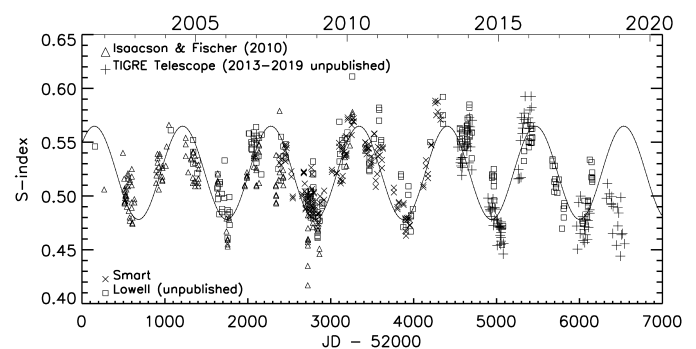 2005 2010 2015 2020
0.65
△ Isaacson & Fischer (2010)
+ TIGRE Telescope (2013−2019 unpublished)
0.60
0.55
S−index
0.50
0.45
× Smart
□ Lowell (unpublished)
0.40
0 1000 2000 3000 4000 5000 6000 7000
JD − 52000